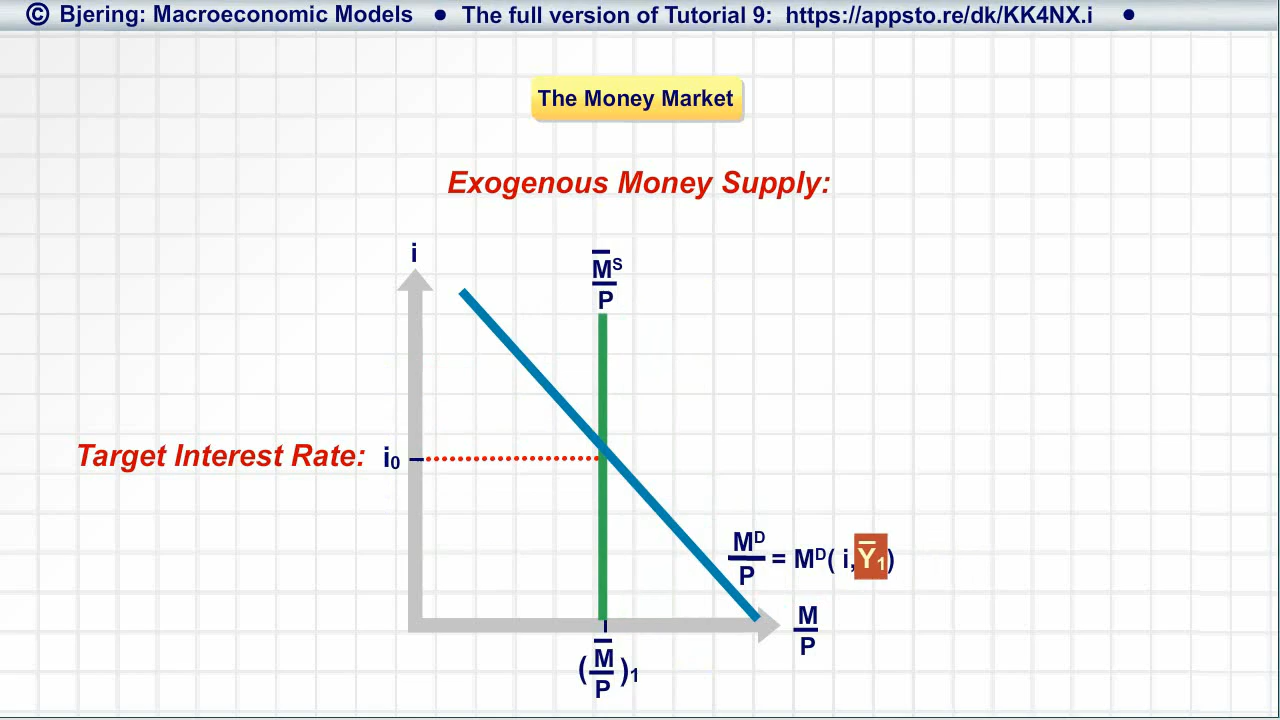 © Bjering: Macroeconomic Models ● The full version of Tutorial 9: https://appsto.re/dk/KK4NX.i ●
The Money Market
Exogenous Money Supply:
i
M̅ˢ
P
Target Interest Rate: i₀
Mᴰ
P
= Mᴰ( i, Y̅₁)
M
P
(M̅
P
)₁